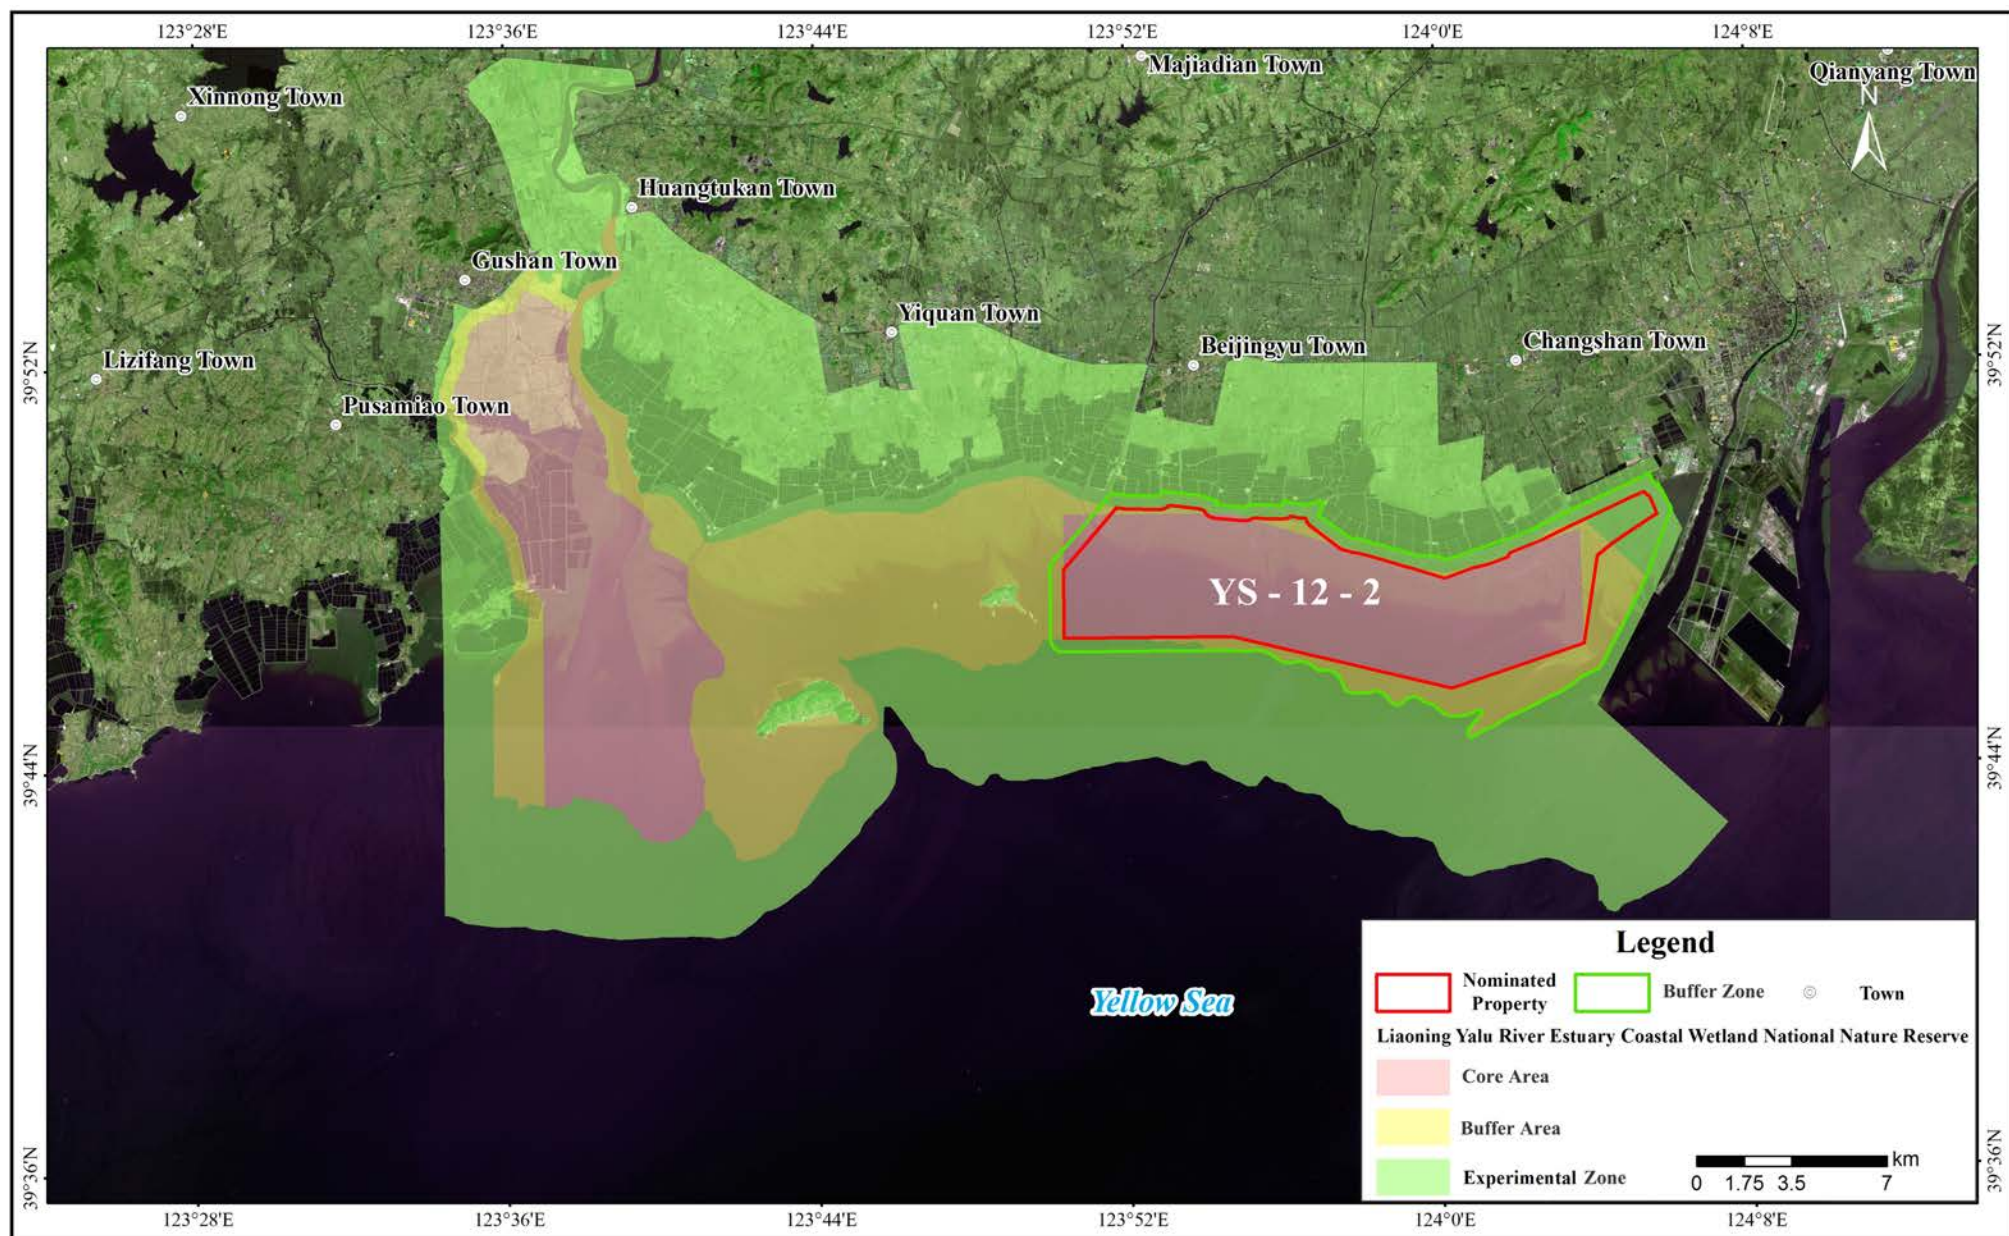 123°28'E
123°36'E
123°44'E
123°52'E
124°0'E
124°8'E
Majiadian Town
Qianyang Town
N
Xinnong Town
Huangtukan Town
Gushan Town
Yiquan Town
Beijingyu Town
Changshan Town
39°52'N
Lizifang Town
39°52'N
Pusamiao Town
YS - 12 - 2
39°44'N
39°44'N
Legend
Nominated
Property
Buffer Zone
Town
Yellow Sea
Liaoning Yalu River Estuary Coastal Wetland National Nature Reserve
Core Area
Buffer Area
Experimental Zone
km
0 1.75 3.5 7
39°36'N
39°36'N
123°28'E
123°36'E
123°44'E
123°52'E
124°0'E
124°8'E